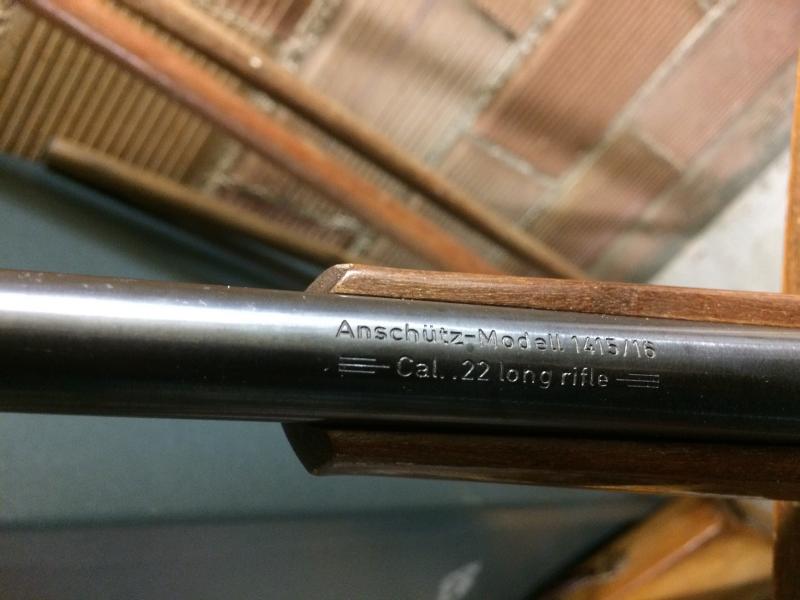 Anschütz-Modell 1415/16
Cal. .22 long rifle